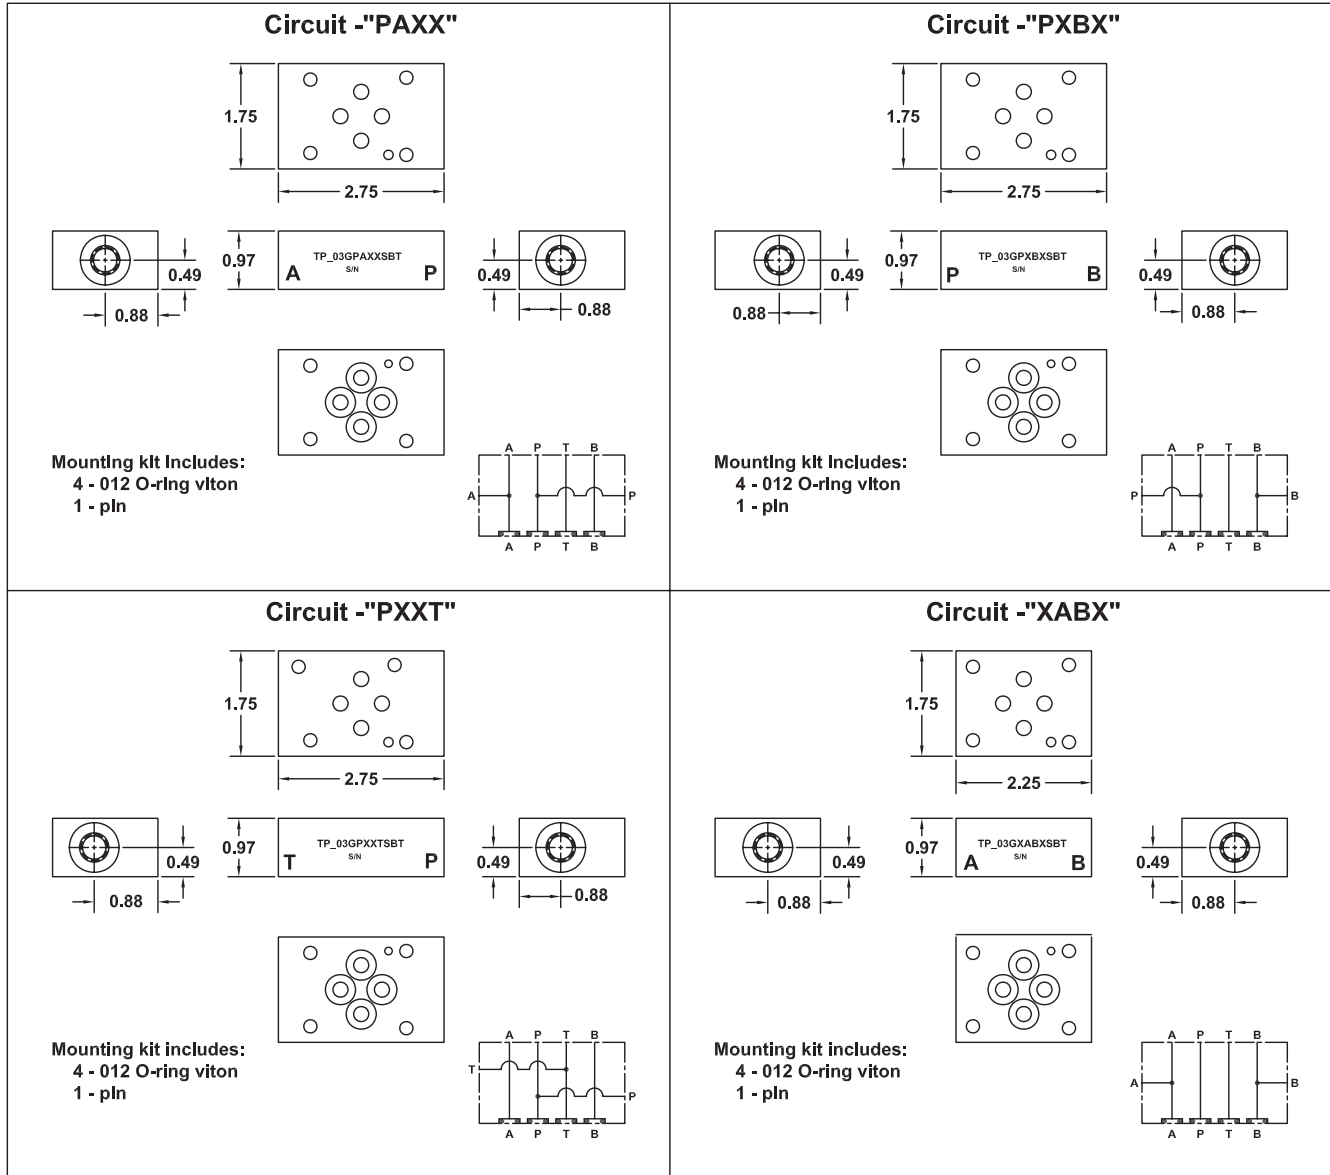 Circuit -"PAXX"
1.75
2.75
0.49
0.88
0.97
TP_03GPAXXSBT
S/N
A P
0.49
0.88
Mounting kit includes:
4 - 012 O-ring viton
1 - pin
A P T B
A P
A P T B
Circuit -"PXBX"
1.75
2.75
0.49
0.88
0.97
TP_03GPXBXSBT
S/N
P B
0.49
0.88
Mounting kit includes:
4 - 012 O-ring viton
1 - pin
A P T B
P B
A P T B
Circuit -"PXXT"
1.75
2.75
0.49
0.88
0.97
TP_03GPXXTSBT
S/N
T P
0.49
0.88
Mounting kit includes:
4 - 012 O-ring viton
1 - pin
A P T B
T
P
A P T B
Circuit -"XABX"
1.75
2.25
0.49
0.88
0.97
TP_03GXABXSBT
S/N
A B
0.49
0.88
Mounting kit includes:
4 - 012 O-ring viton
1 - pin
A P T B
A B
A P T B